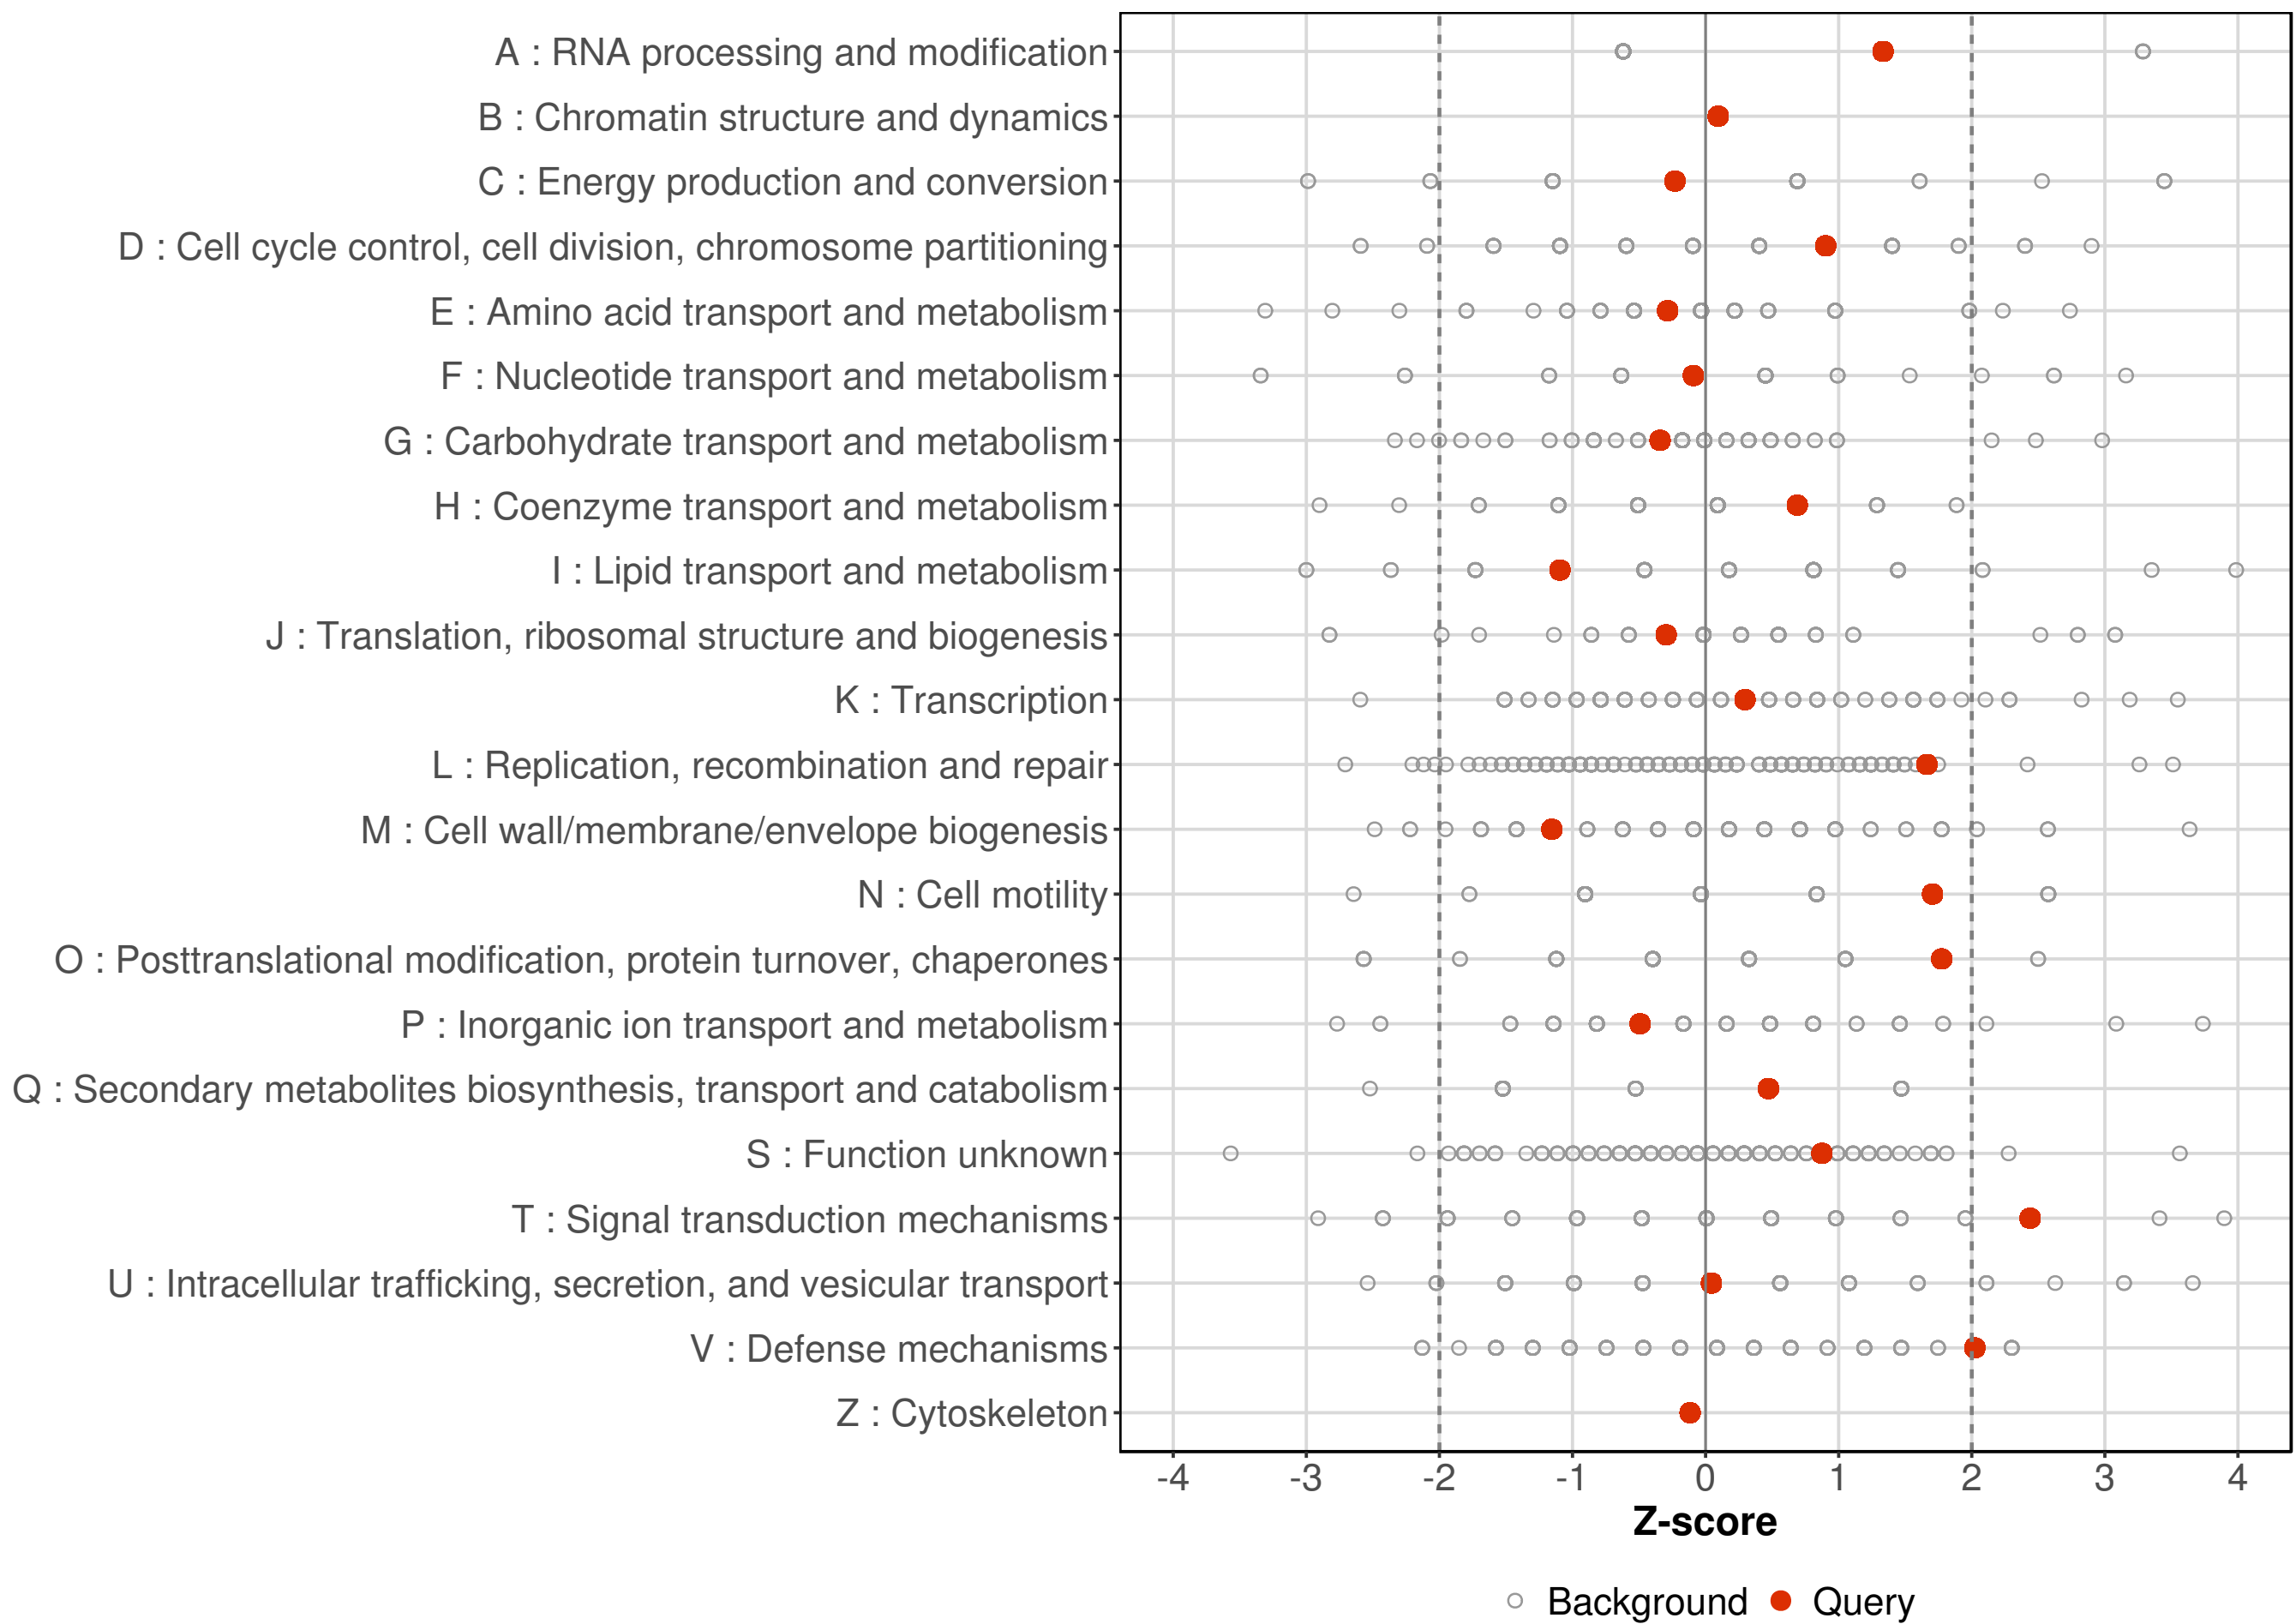 A : RNA processing and modification
B : Chromatin structure and dynamics
C : Energy production and conversion
D : Cell cycle control, cell division, chromosome partitioning
E : Amino acid transport and metabolism
F : Nucleotide transport and metabolism
G : Carbohydrate transport and metabolism
H : Coenzyme transport and metabolism
I : Lipid transport and metabolism
J : Translation, ribosomal structure and biogenesis
K : Transcription
L : Replication, recombination and repair
M : Cell wall/membrane/envelope biogenesis
N : Cell motility
O : Posttranslational modification, protein turnover, chaperones
P : Inorganic ion transport and metabolism
Q : Secondary metabolites biosynthesis, transport and catabolism
S : Function unknown
T : Signal transduction mechanisms
U : Intracellular trafficking, secretion, and vesicular transport
V : Defense mechanisms
Z : Cytoskeleton
-4 -3 -2 -1 0 1 2 3 4
Z-score
Background Query